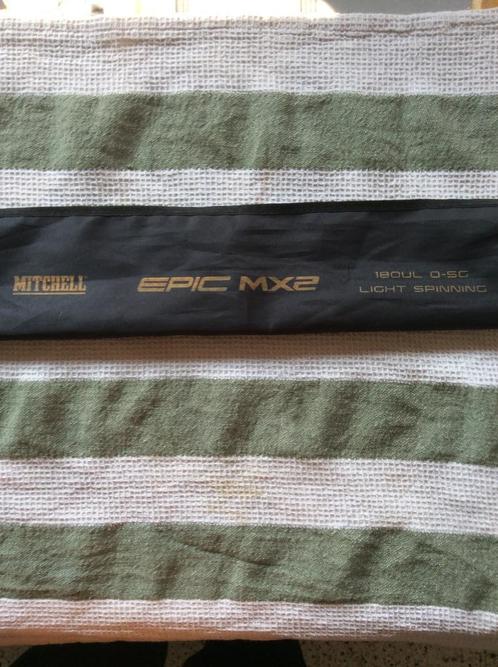 MITCHELL
EPIC MX2
180UL 0-5G
LIGHT SPINNING